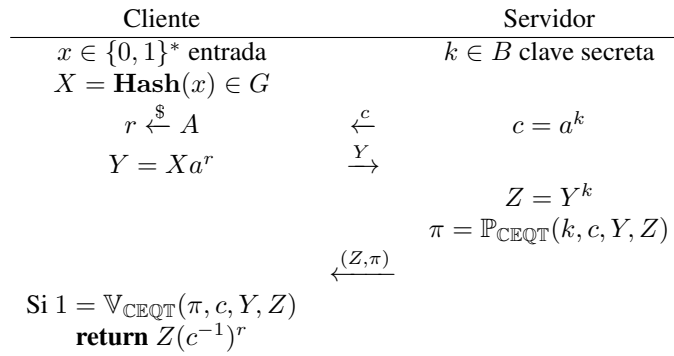 Cliente Servidor
x ∈ {0, 1}* entrada k ∈ B clave secreta
X = Hash(x) ∈ G
r $← A c← c = a^k
Y = Xa^r Y→
Z = Y^k
π = ℙ_ℂ𝔼ℚ𝕋(k, c, Y, Z)
(Z,π)←
Si 1 = 𝕍_ℂ𝔼ℚ𝕋(π, c, Y, Z)
return Z(c^{-1})^r